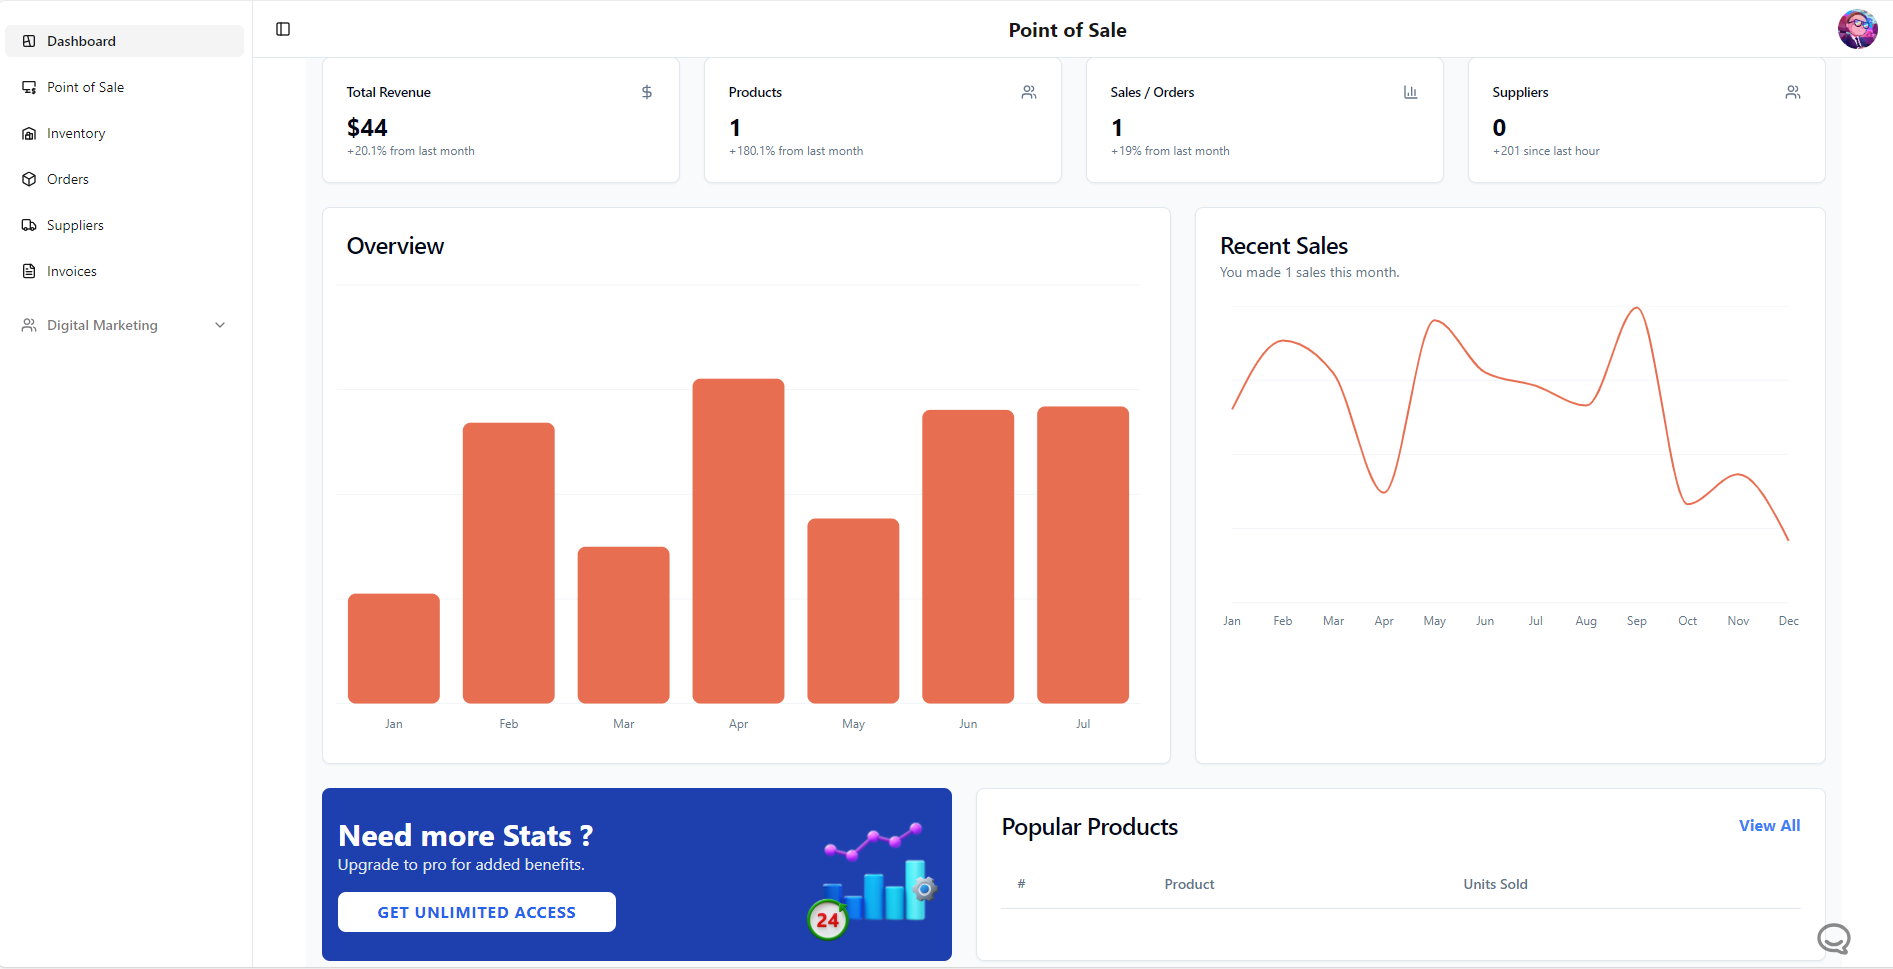 Dashboard
Point of Sale
Inventory
Orders
Suppliers
Invoices
Digital Marketing
Point of Sale
Total Revenue
$44
+20.1% from last month
Products
1
+180.1% from last month
Sales / Orders
1
+19% from last month
Suppliers
0
+201 since last hour
Overview
Jan Feb Mar Apr May Jun Jul
Recent Sales
You made 1 sales this month.
Jan Feb Mar Apr May Jun Jul Aug Sep Oct Nov Dec
Need more Stats ?
Upgrade to pro for added benefits.
GET UNLIMITED ACCESS
24
Popular Products
View All
# Product Units Sold